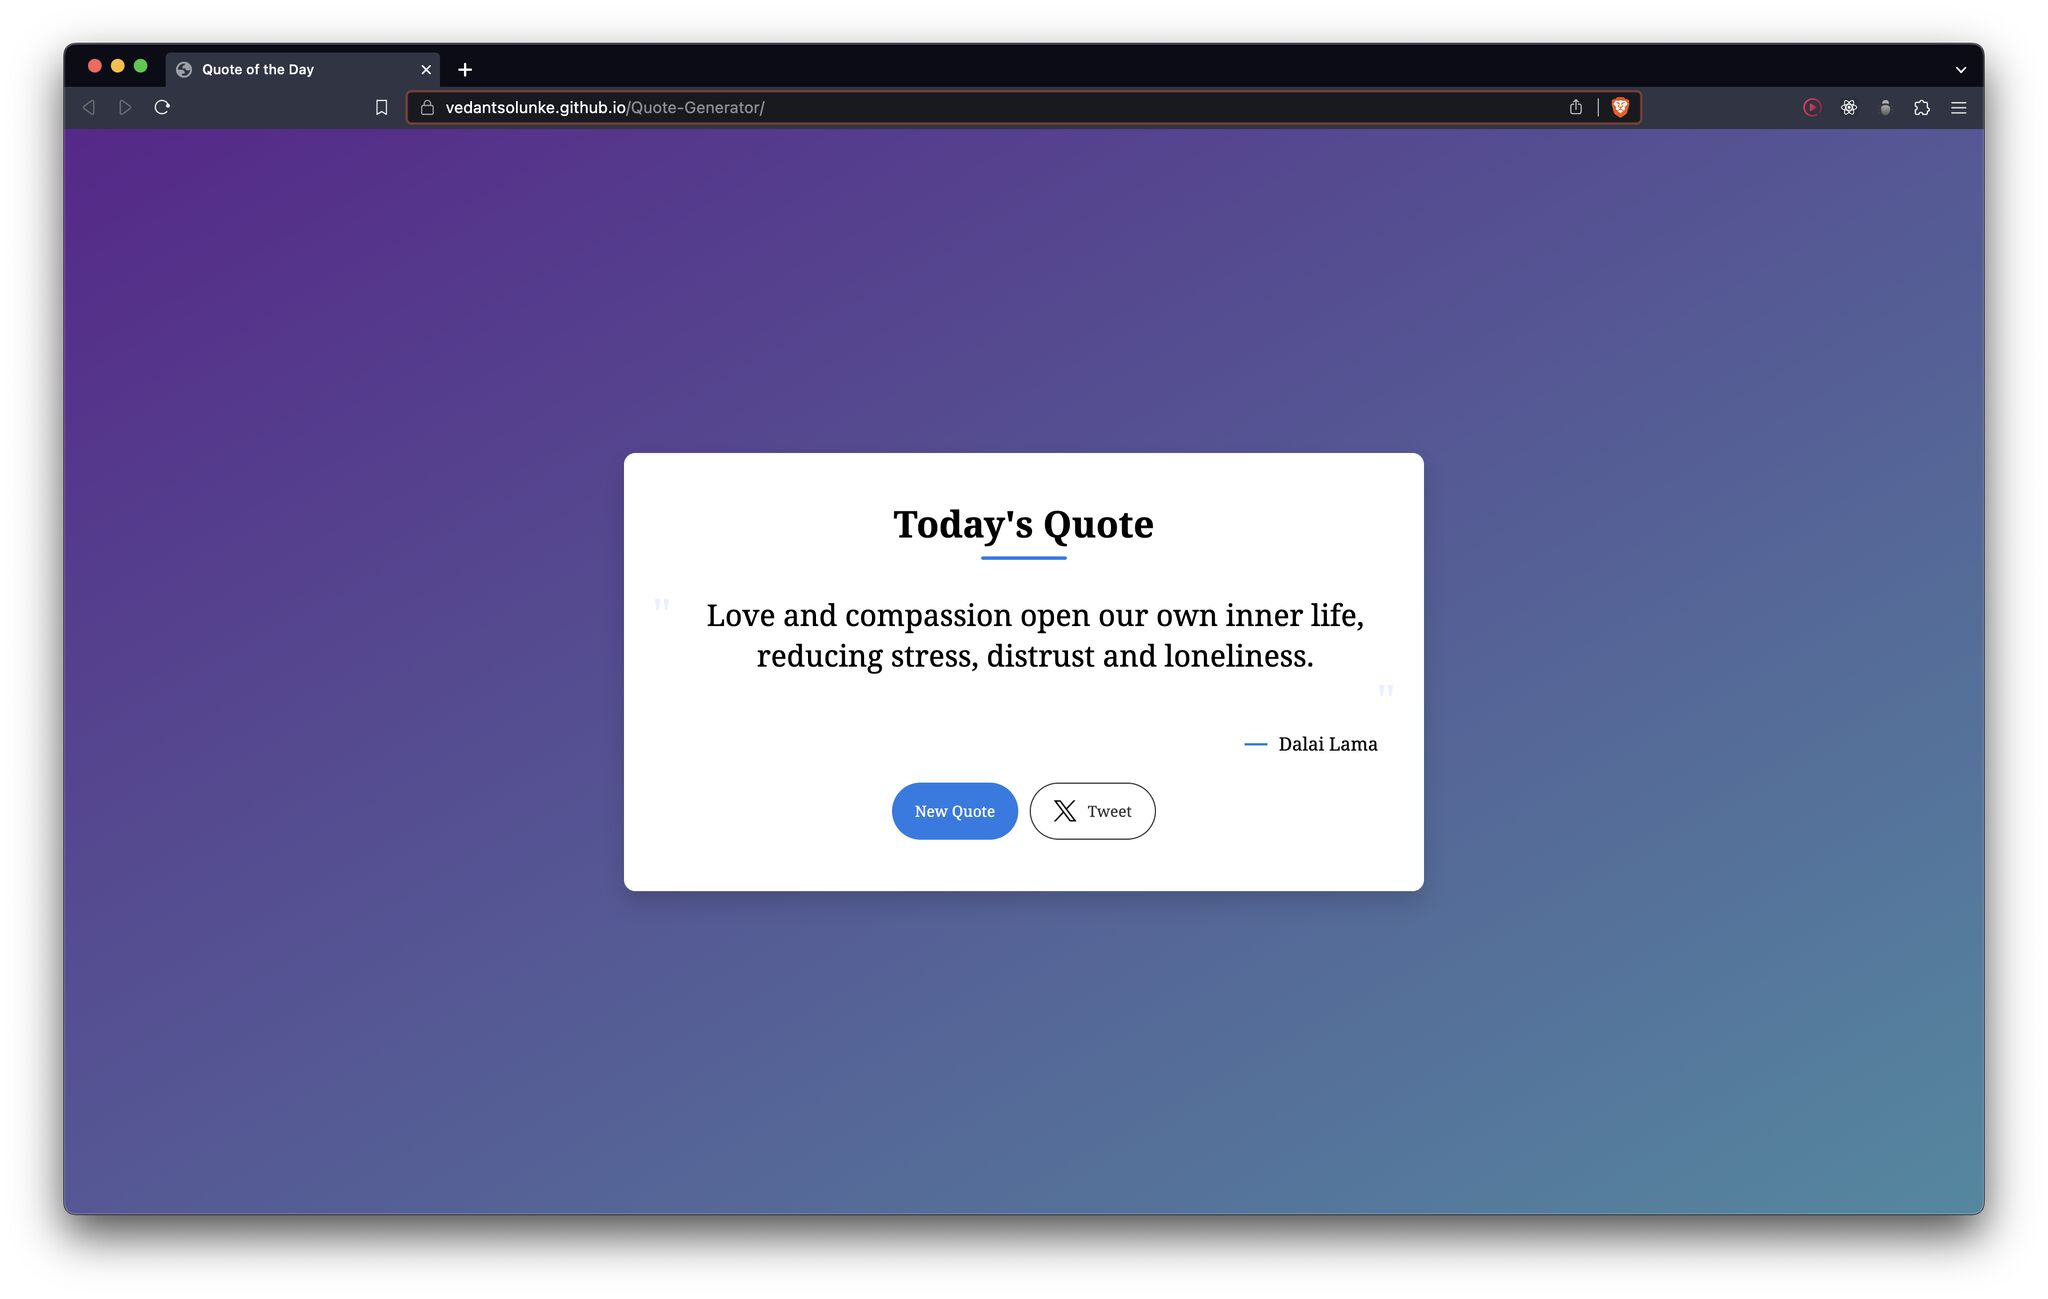 Quote of the Day
vedantsolunke.github.io/Quote-Generator/
Today's Quote
"
Love and compassion open our own inner life,
reducing stress, distrust and loneliness.
"
— Dalai Lama
New Quote
Tweet